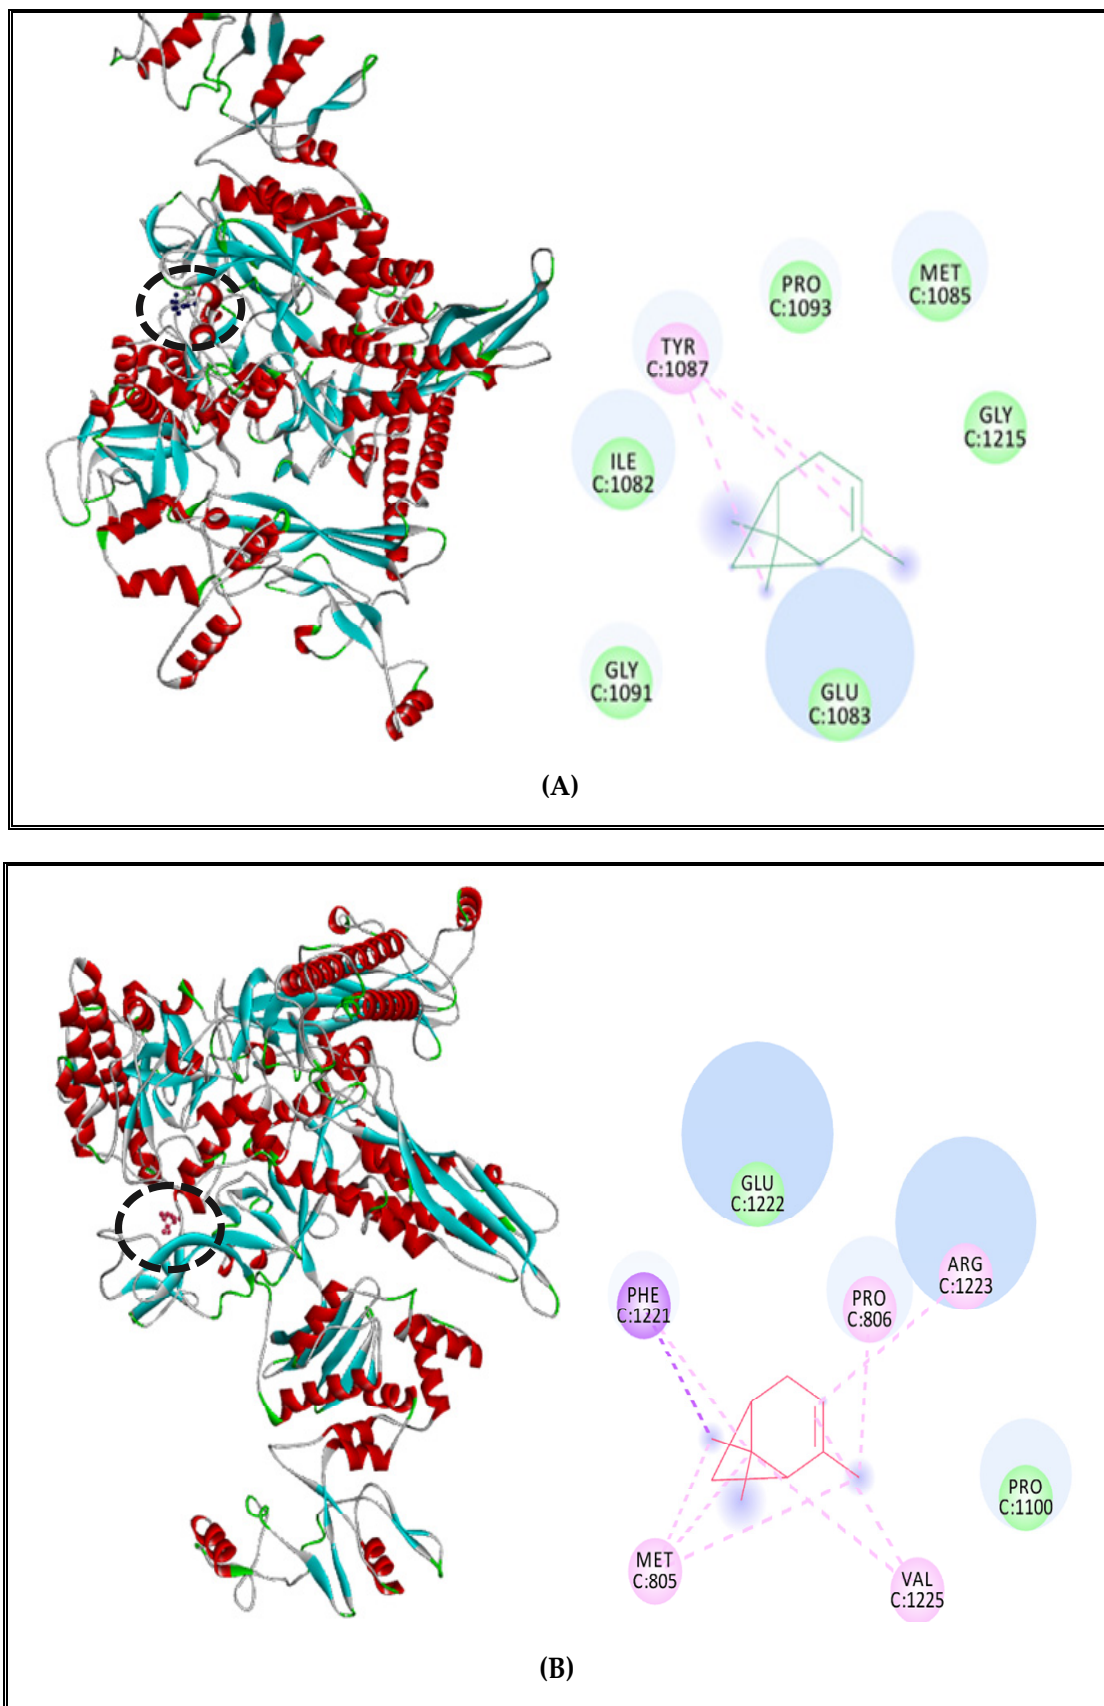 PRO
C:1093
MET
C:1085
TYR
C:1087
GLY
C:1215
ILE
C:1082
GLY
C:1091
GLU
C:1083
(A)
GLU
C:1222
ARG
C:1223
PHE
C:1221
PRO
C:806
PRO
C:1100
MET
C:805
VAL
C:1225
(B)